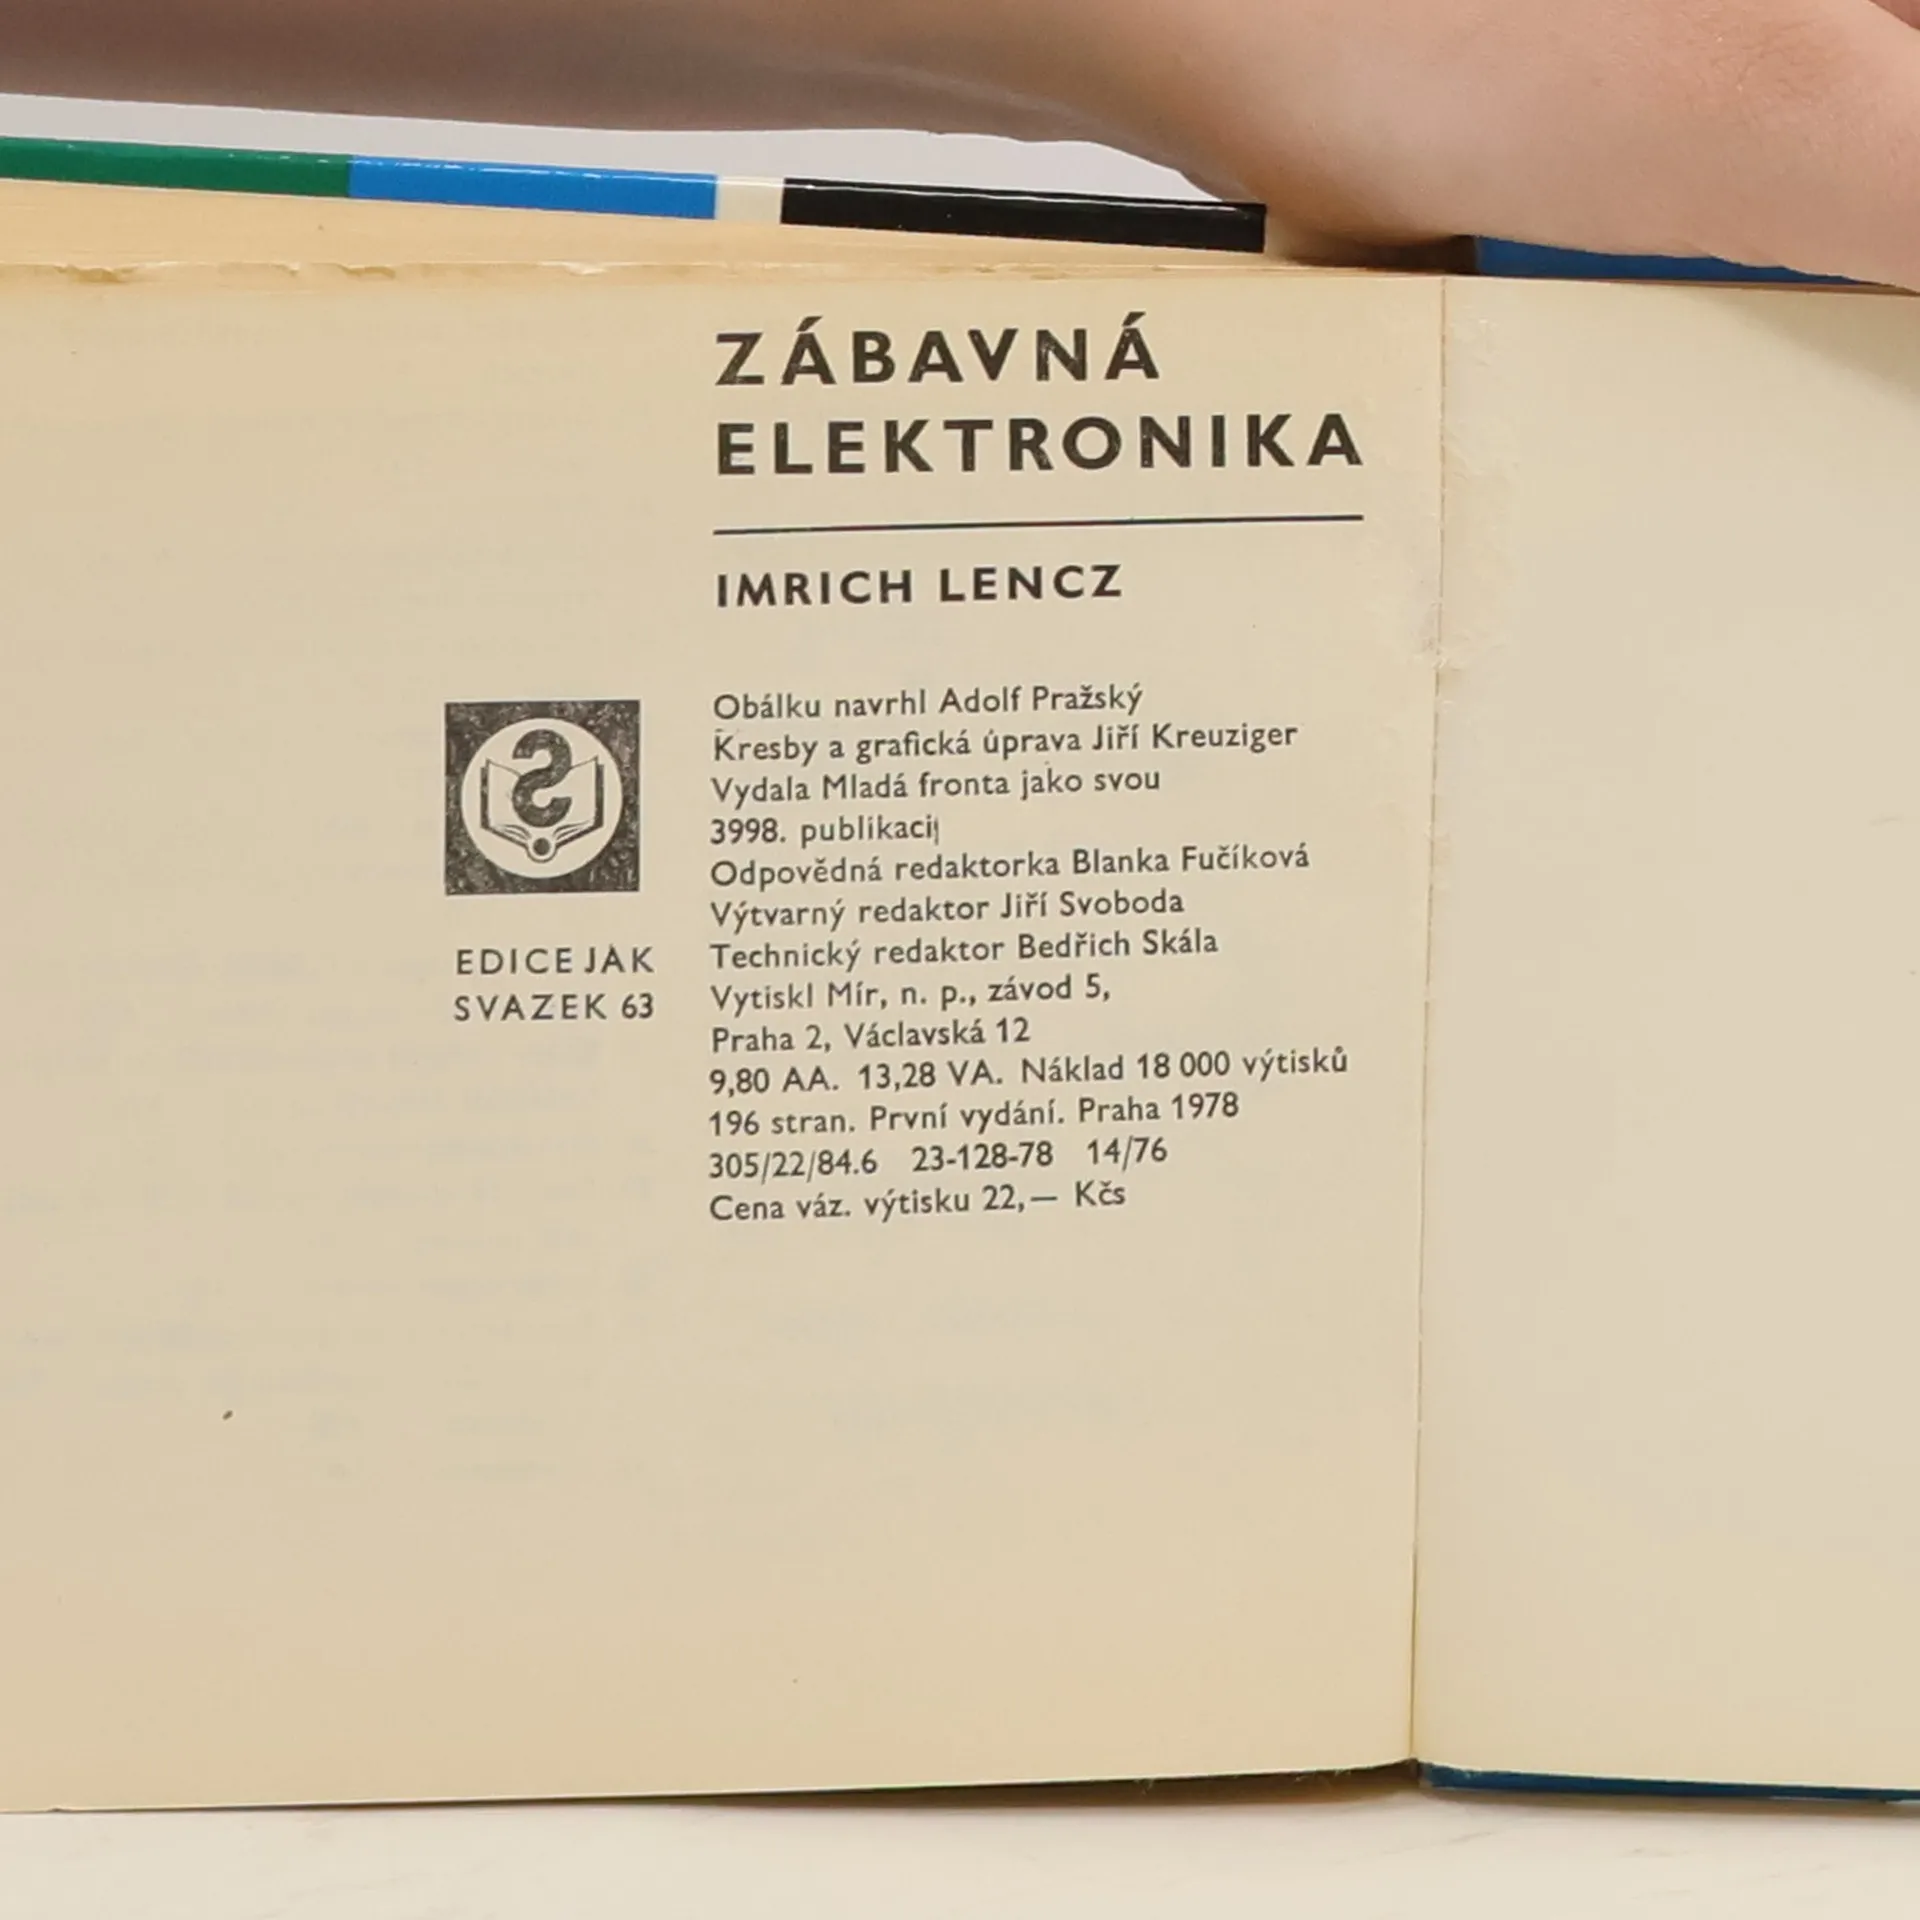 ZÁBAVNÁ
ELEKTRONIKA
IMRICH LENCZ
Obálku navrhl Adolf Pražský
Kresby a grafická úprava Jiří Kreuziger
Vydala Mladá fronta jako svou
3998. publikaci
Odpovědná redaktorka Blanka Fučíková
Výtvarný redaktor Jiří Svoboda
Technický redaktor Bedřich Skála
Vytiskl Mír, n. p., závod 5,
Praha 2, Václavská 12
9,80 AA. 13,28 VA. Náklad 18 000 výtisků
196 stran. První vydání. Praha 1978
305/22/84.6 23-128-78 14/76
Cena váz. výtisku 22,— Kčs
EDICE JAK
SVAZEK 63